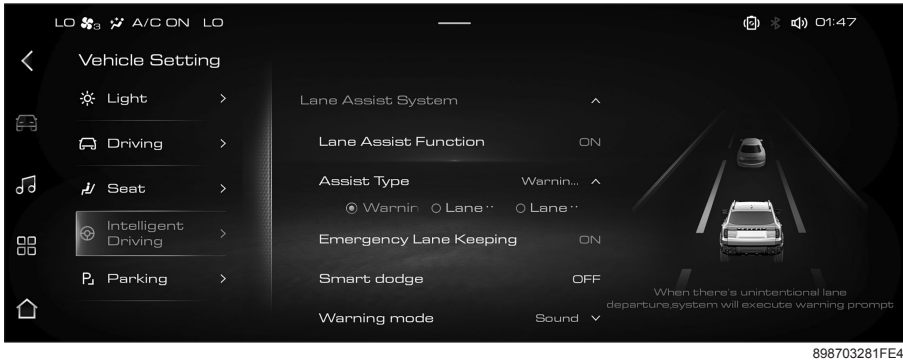 LO 3 A/C ON LO
01:47
Vehicle Setting
Light
Driving
Seat
Intelligent
Driving
Parking
Lane Assist System
Lane Assist Function ON
Assist Type Warnin...
Warnin Lane ·· Lane ··
Emergency Lane Keeping ON
Smart dodge OFF
Warning mode Sound
When there's unintentional lane
departure,system will execute warning prompt
898703281FE4